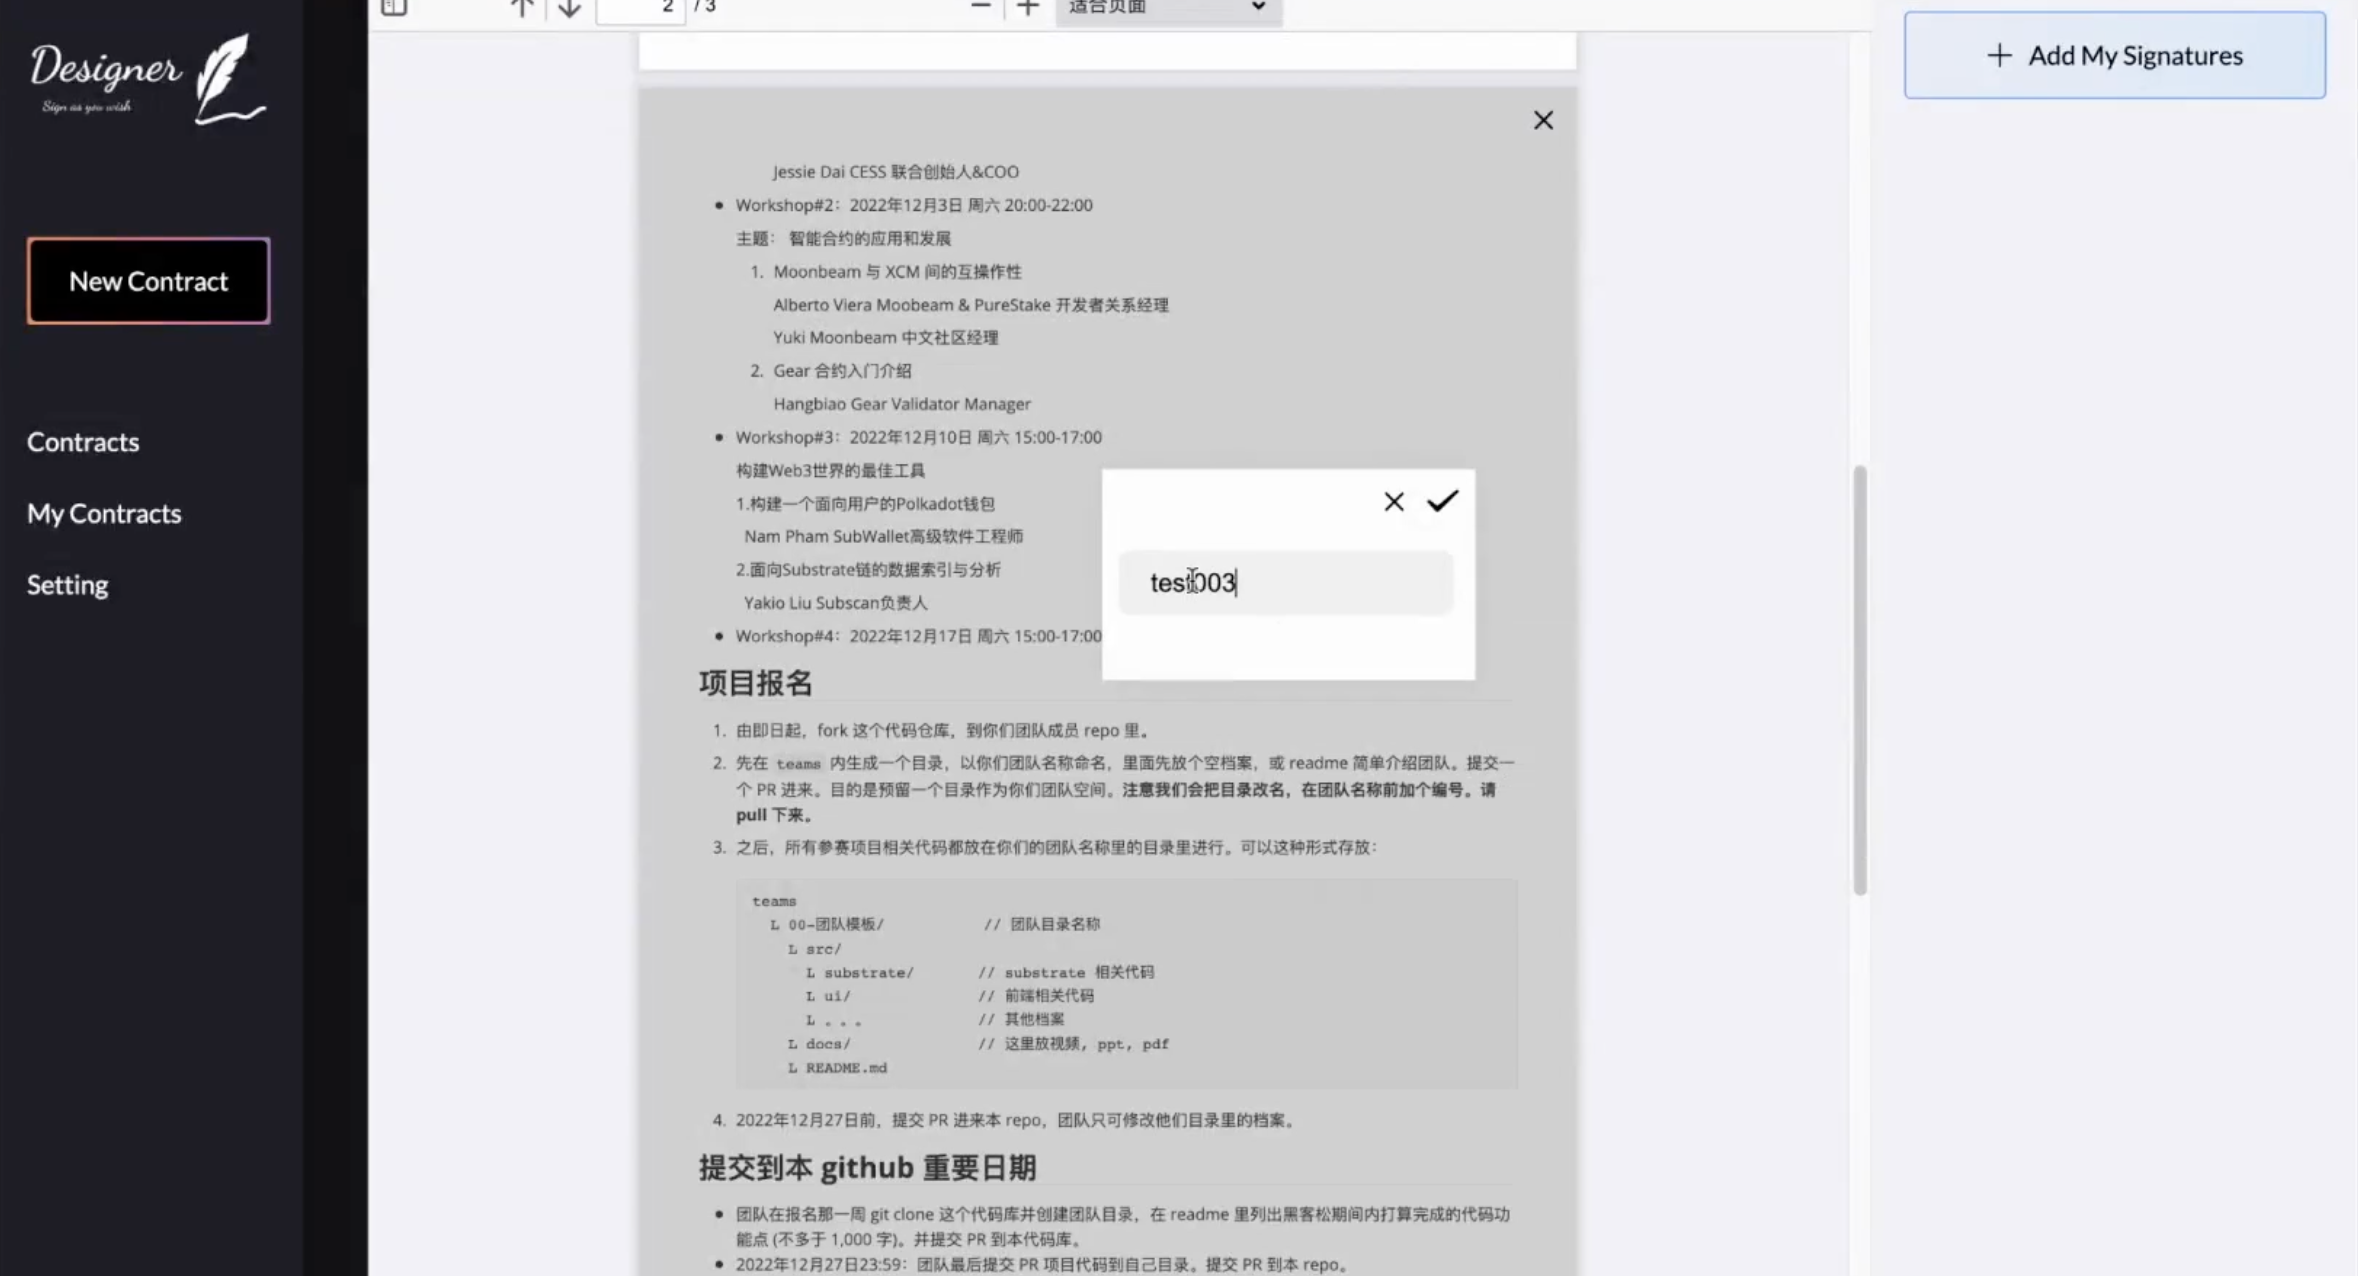 Designer
Sign as you wish
New Contract
Contracts
My Contracts
Setting
2 / 3
适合页面
Add My Signatures
Jessie Dai CESS 联合创始人&COO
Workshop#2：2022年12月3日 周六 20:00-22:00
主题： 智能合约的应用和发展
1. Moonbeam 与 XCM 间的互操作性
Alberto Viera Moobeam & PureStake 开发者关系经理
Yuki Moonbeam 中文社区经理
2. Gear 合约入门介绍
Hangbiao Gear Validator Manager
Workshop#3：2022年12月10日 周六 15:00-17:00
构建Web3世界的最佳工具
1.构建一个面向用户的Polkadot钱包
Nam Pham SubWallet高级软件工程师
2.面向Substrate链的数据索引与分析
Yakio Liu Subscan负责人
Workshop#4：2022年12月17日 周六 15:00-17:00
test003
项目报名
1. 由即日起，fork 这个代码仓库，到你们团队成员 repo 里。
2. 先在 teams 内生成一个目录，以你们团队名称命名，里面先放个空档案，或 readme 简单介绍团队。提交一
个 PR 进来。目的是预留一个目录作为你们团队空间。注意我们会把目录改名，在团队名称前加个编号。请
pull 下来。
3. 之后，所有参赛项目相关代码都放在你们的团队名称里的目录里进行。可以这种形式存放：
teams
L 00-团队模板/ // 团队目录名称
L src/
L substrate/ // substrate 相关代码
L ui/ // 前端相关代码
L . . . // 其他档案
L docs/ // 这里放视频, ppt, pdf
L README.md
4. 2022年12月27日前，提交 PR 进来本 repo，团队只可修改他们目录里的档案。
提交到本 github 重要日期
团队在报名那一周 git clone 这个代码库并创建团队目录，在 readme 里列出黑客松期间内打算完成的代码功
能点 (不多于 1,000 字)。并提交 PR 到本代码库。
2022年12月27日23:59：团队最后提交 PR 项目代码到自己目录。提交 PR 到本 repo。